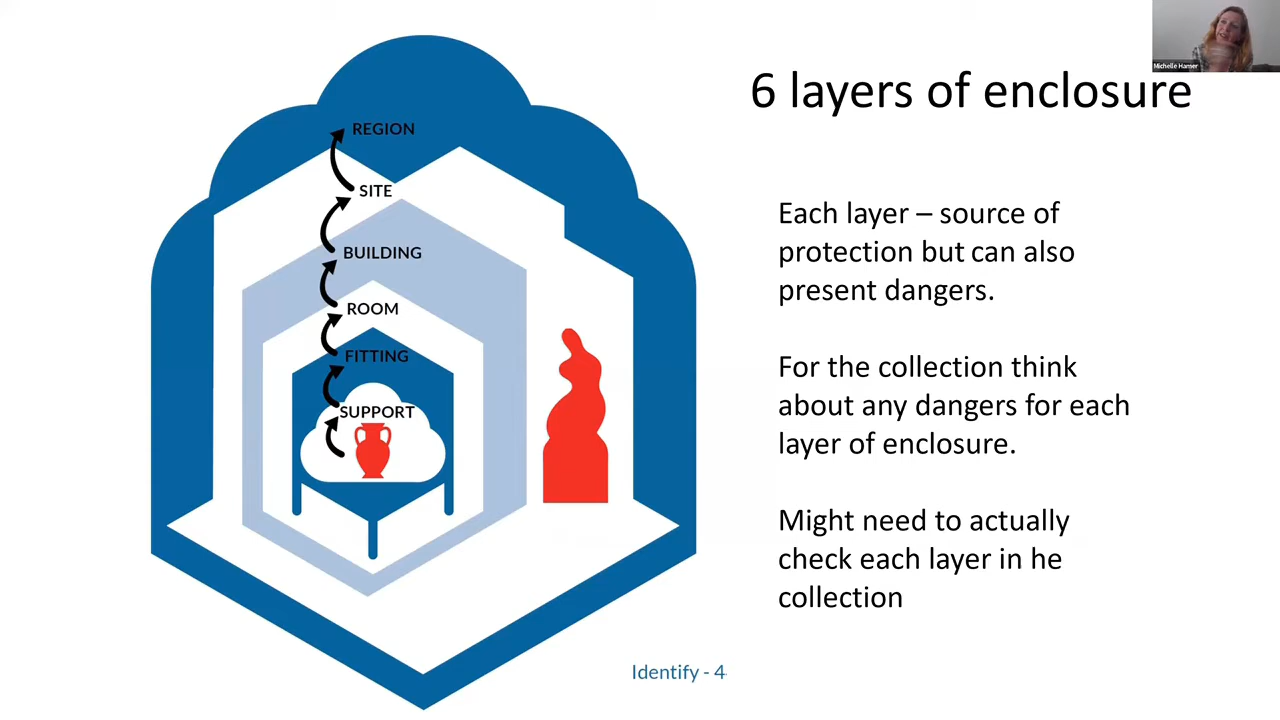 Michelle Hamer
6 layers of enclosure
REGION
SITE
BUILDING
ROOM
FITTING
SUPPORT
Each layer – source of
protection but can also
present dangers.
For the collection think
about any dangers for each
layer of enclosure.
Might need to actually
check each layer in he
collection
Identify - 4